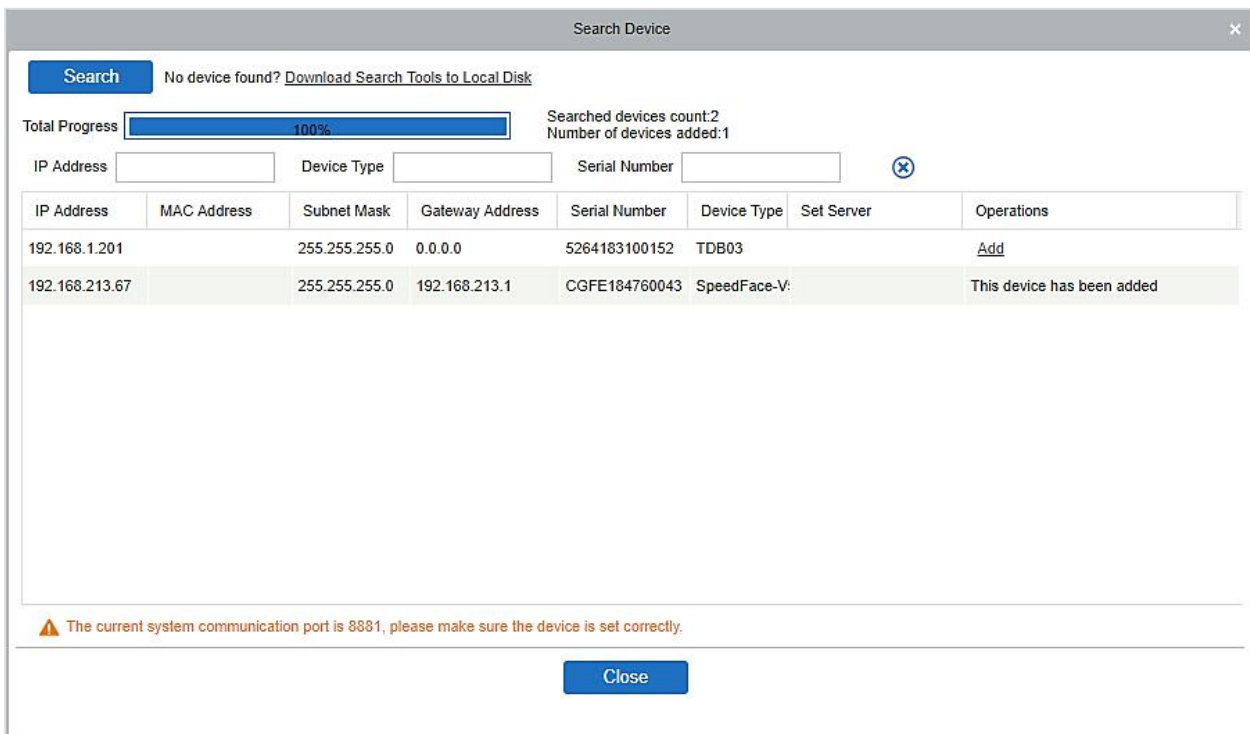 Search Device
Search No device found? Download Search Tools to Local Disk
Total Progress 100% Searched devices count:2
Number of devices added:1
IP Address Device Type Serial Number
IP Address MAC Address Subnet Mask Gateway Address Serial Number Device Type Set Server Operations
192.168.1.201 255.255.255.0 0.0.0.0 5264183100152 TDB03 Add
192.168.213.67 255.255.255.0 192.168.213.1 CGFE184760043 SpeedFace-V This device has been added
The current system communication port is 8881, please make sure the device is set correctly.
Close